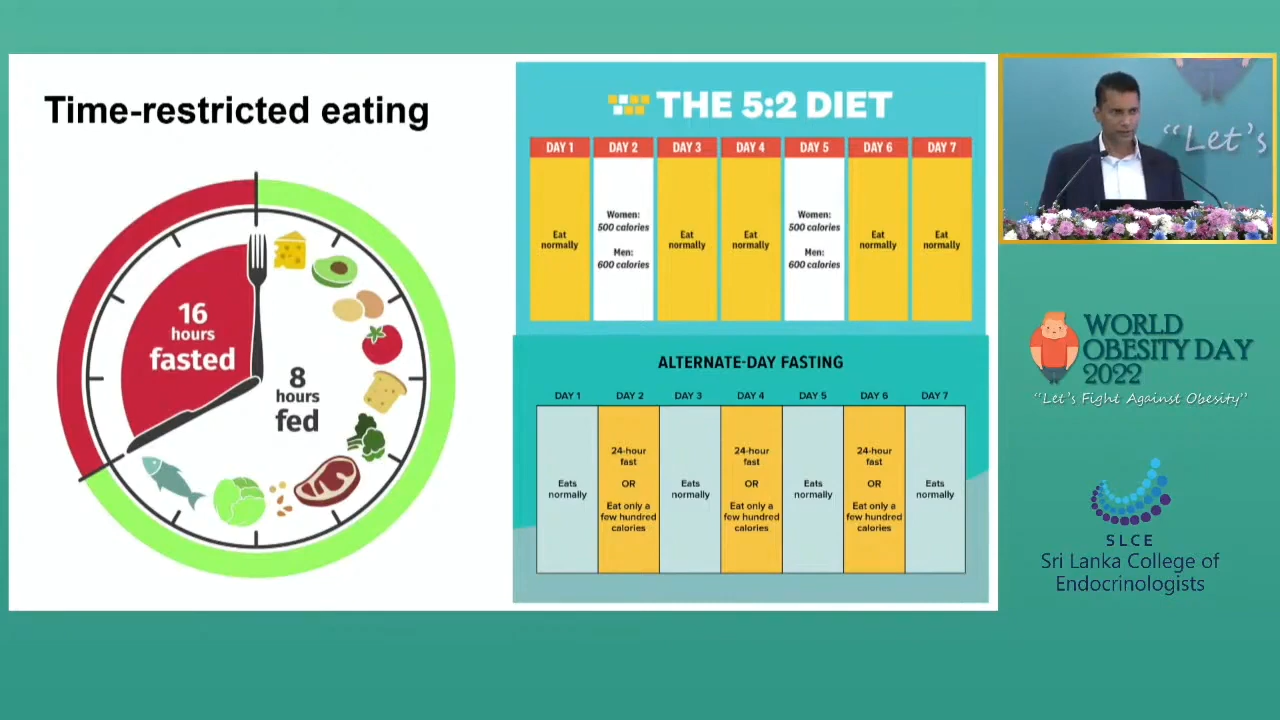 Time-restricted eating
16
hours
fasted
8
hours
fed
THE 5:2 DIET
DAY 1
DAY 2
DAY 3
DAY 4
DAY 5
DAY 6
DAY 7
Eat
normally
Women:
500 calories
Men:
600 calories
Eat
normally
Eat
normally
Women:
500 calories
Men:
600 calories
Eat
normally
Eat
normally
ALTERNATE-DAY FASTING
DAY 1
DAY 2
DAY 3
DAY 4
DAY 5
DAY 6
DAY 7
Eats
normally
24-hour
fast
OR
Eat only a
few hundred
calories
Eats
normally
24-hour
fast
OR
Eat only a
few hundred
calories
Eats
normally
24-hour
fast
OR
Eat only a
few hundred
calories
Eats
normally
"Let's
WORLD
OBESITY DAY
2022
"Let's Fight Against Obesity"
SLCE
Sri Lanka College of
Endocrinologists